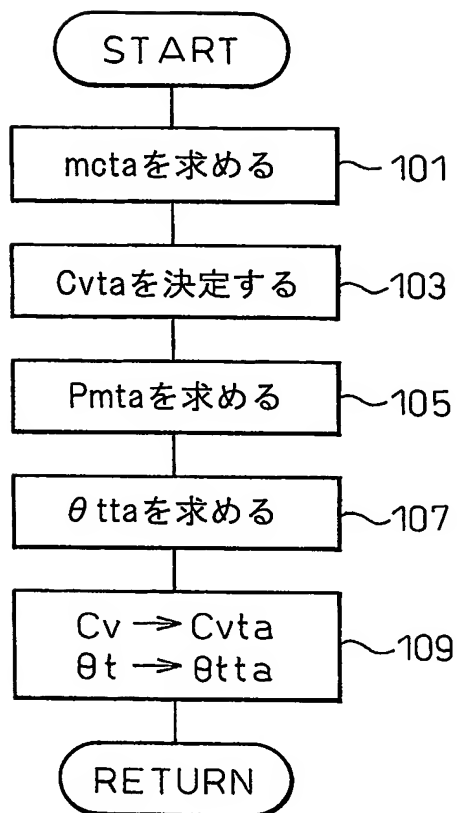 START
mctaを求める
101
Cvtaを決定する
103
Pmtaを求める
105
θttaを求める
107
Cv→Cvta
θt→θtta
109
RETURN